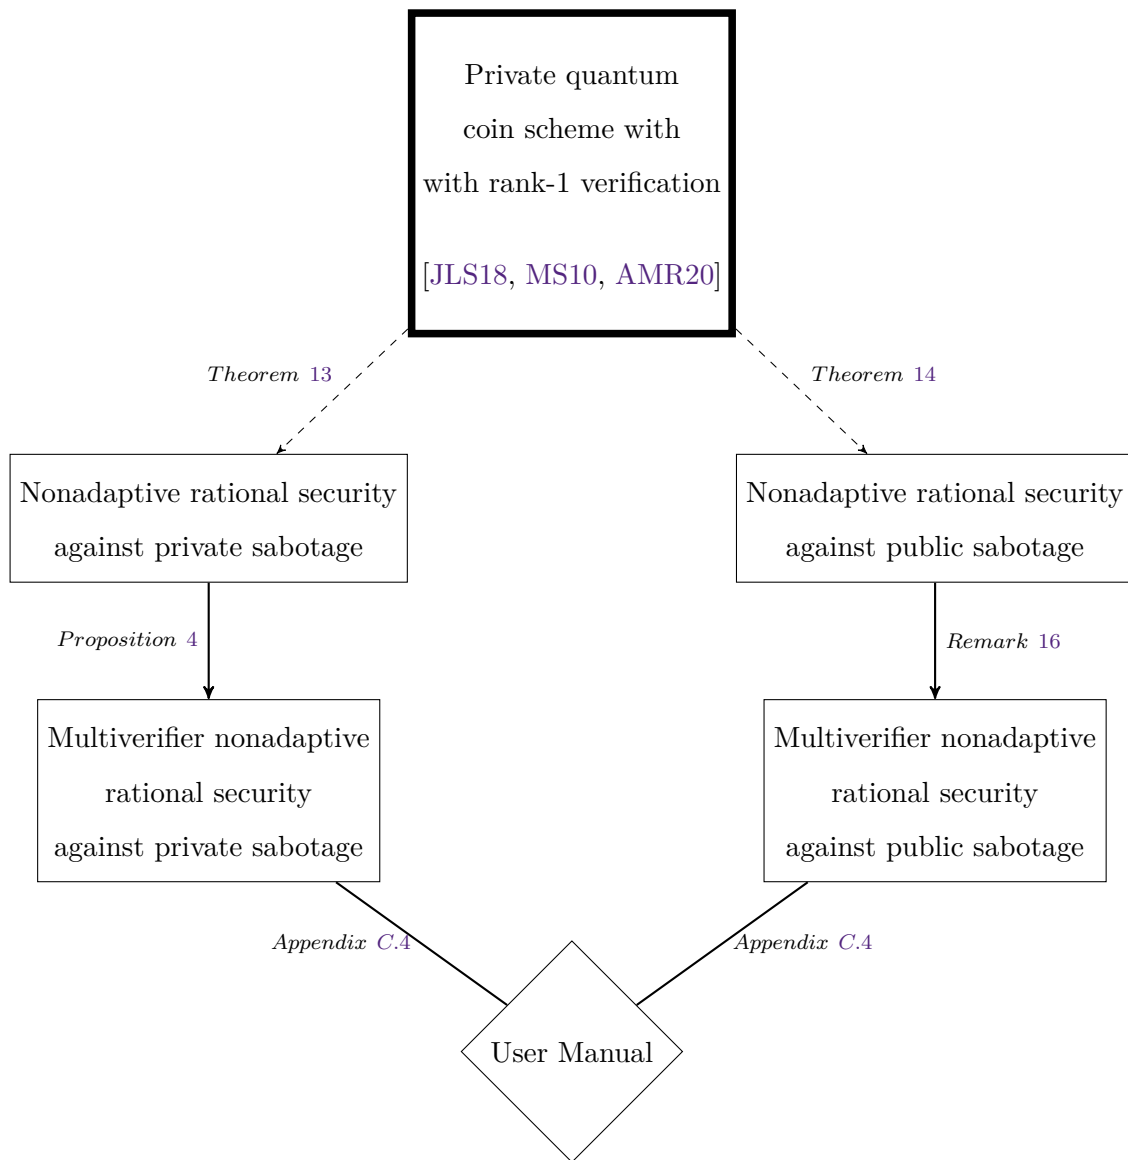 Private quantum
coin scheme with
with rank-1 verification
[JLS18, MS10, AMR20]
Theorem 13
Theorem 14
Nonadaptive rational security
against private sabotage
Nonadaptive rational security
against public sabotage
Proposition 4
Remark 16
Multiverifier nonadaptive
rational security
against private sabotage
Multiverifier nonadaptive
rational security
against public sabotage
Appendix C.4
Appendix C.4
User Manual